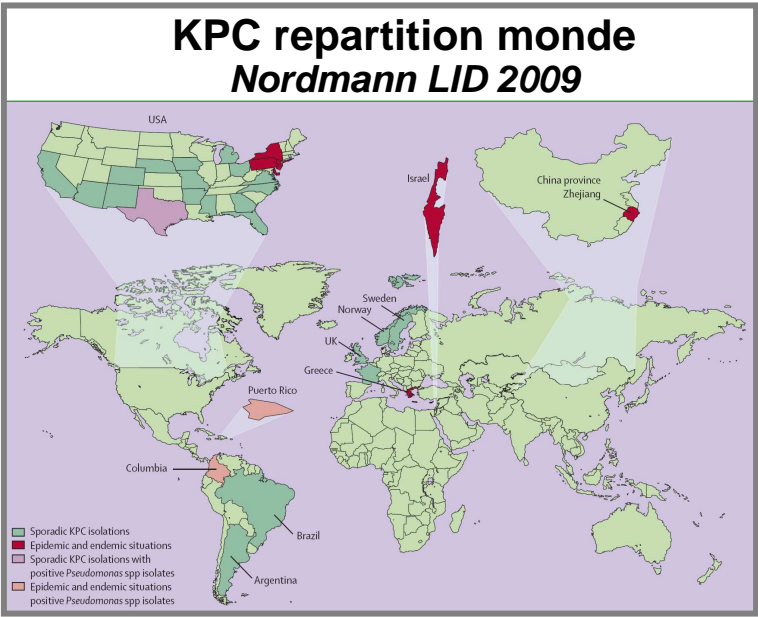 KPC repartition monde
Nordmann LID 2009
USA
Israel
China province
Zhejiang
Sweden
Norway
UK
Greece
Puerto Rico
Columbia
Brazil
Argentina
Sporadic KPC isolations
Epidemic and endemic situations
Sporadic KPC isolations with
positive Pseudomonas spp isolates
Epidemic and endemic situations
positive Pseudomonas spp isolates